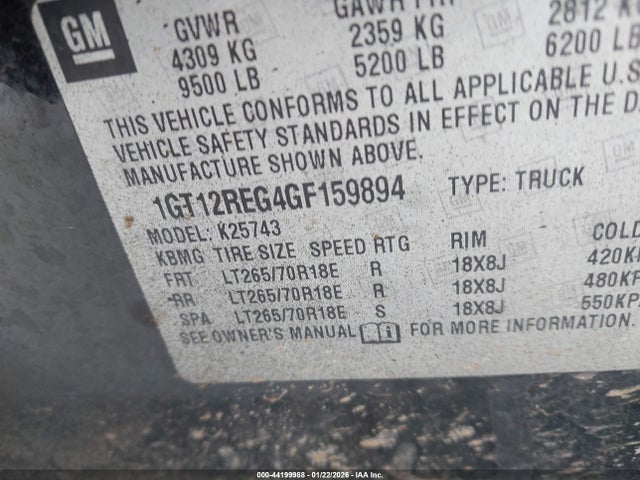 GM
GVWR GAWR FRT
4309 KG 2359 KG 2812 KG
9500 LB 5200 LB 6200 LB
THIS VEHICLE CONFORMS TO ALL APPLICABLE U.S
VEHICLE SAFETY STANDARDS IN EFFECT ON THE D
MANUFACTURE SHOWN ABOVE.
1GT12REG4GF159894 TYPE: TRUCK
MODEL: K25743
KBMG TIRE SIZE SPEED RTG RIM COLD
FRT LT265/70R18E R 18X8J 420KP
RR LT265/70R18E R 18X8J 480KP
SPA LT265/70R18E S 18X8J 550KP
SEE OWNER'S MANUAL FOR MORE INFORMATION.
000-44199988 - 01/22/2026 - IAA Inc.